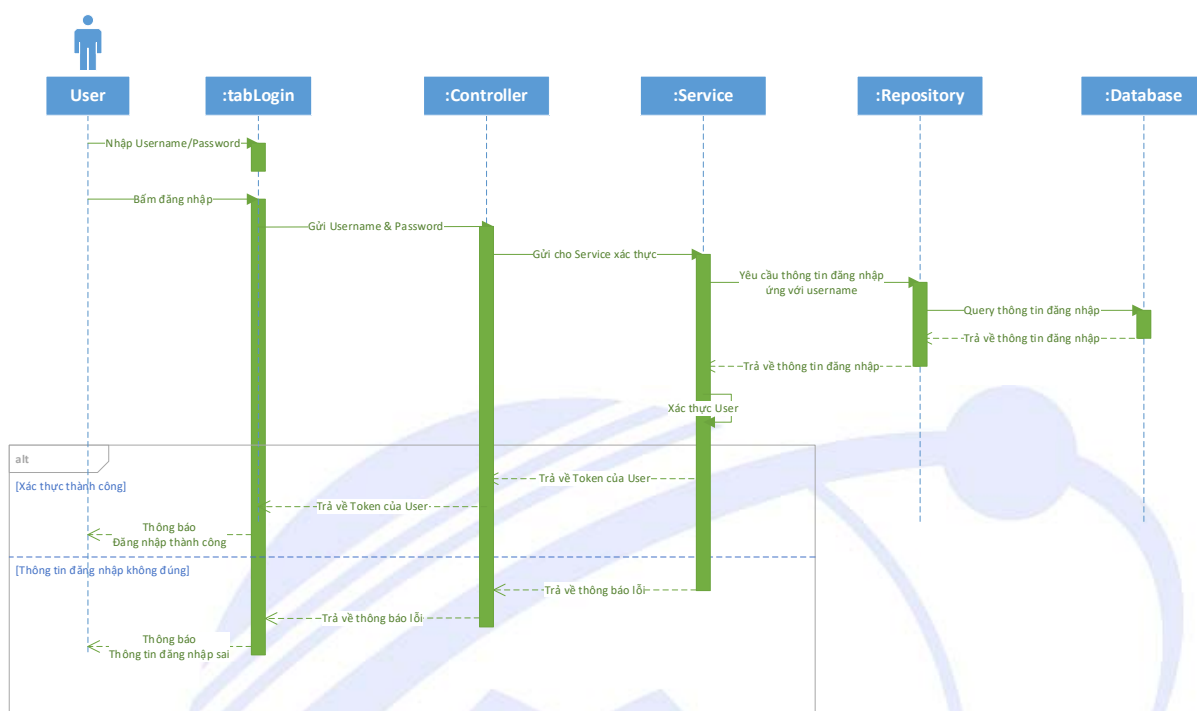 User
:tabLogin
:Controller
:Service
:Repository
:Database
Nhập Username/Password
Bấm đăng nhập
Gửi Username & Password
Gửi cho Service xác thực
Yêu cầu thông tin đăng nhập
ứng với username
Query thông tin đăng nhập
Trả về thông tin đăng nhập
Trả về thông tin đăng nhập
Xác thực User
alt
[Xác thực thành công]
Trả về Token của User
Trả về Token của User
Thông báo
Đăng nhập thành công
[Thông tin đăng nhập không đúng]
Trả về thông báo lỗi
Trả về thông báo lỗi
Thông báo
Thông tin đăng nhập sai